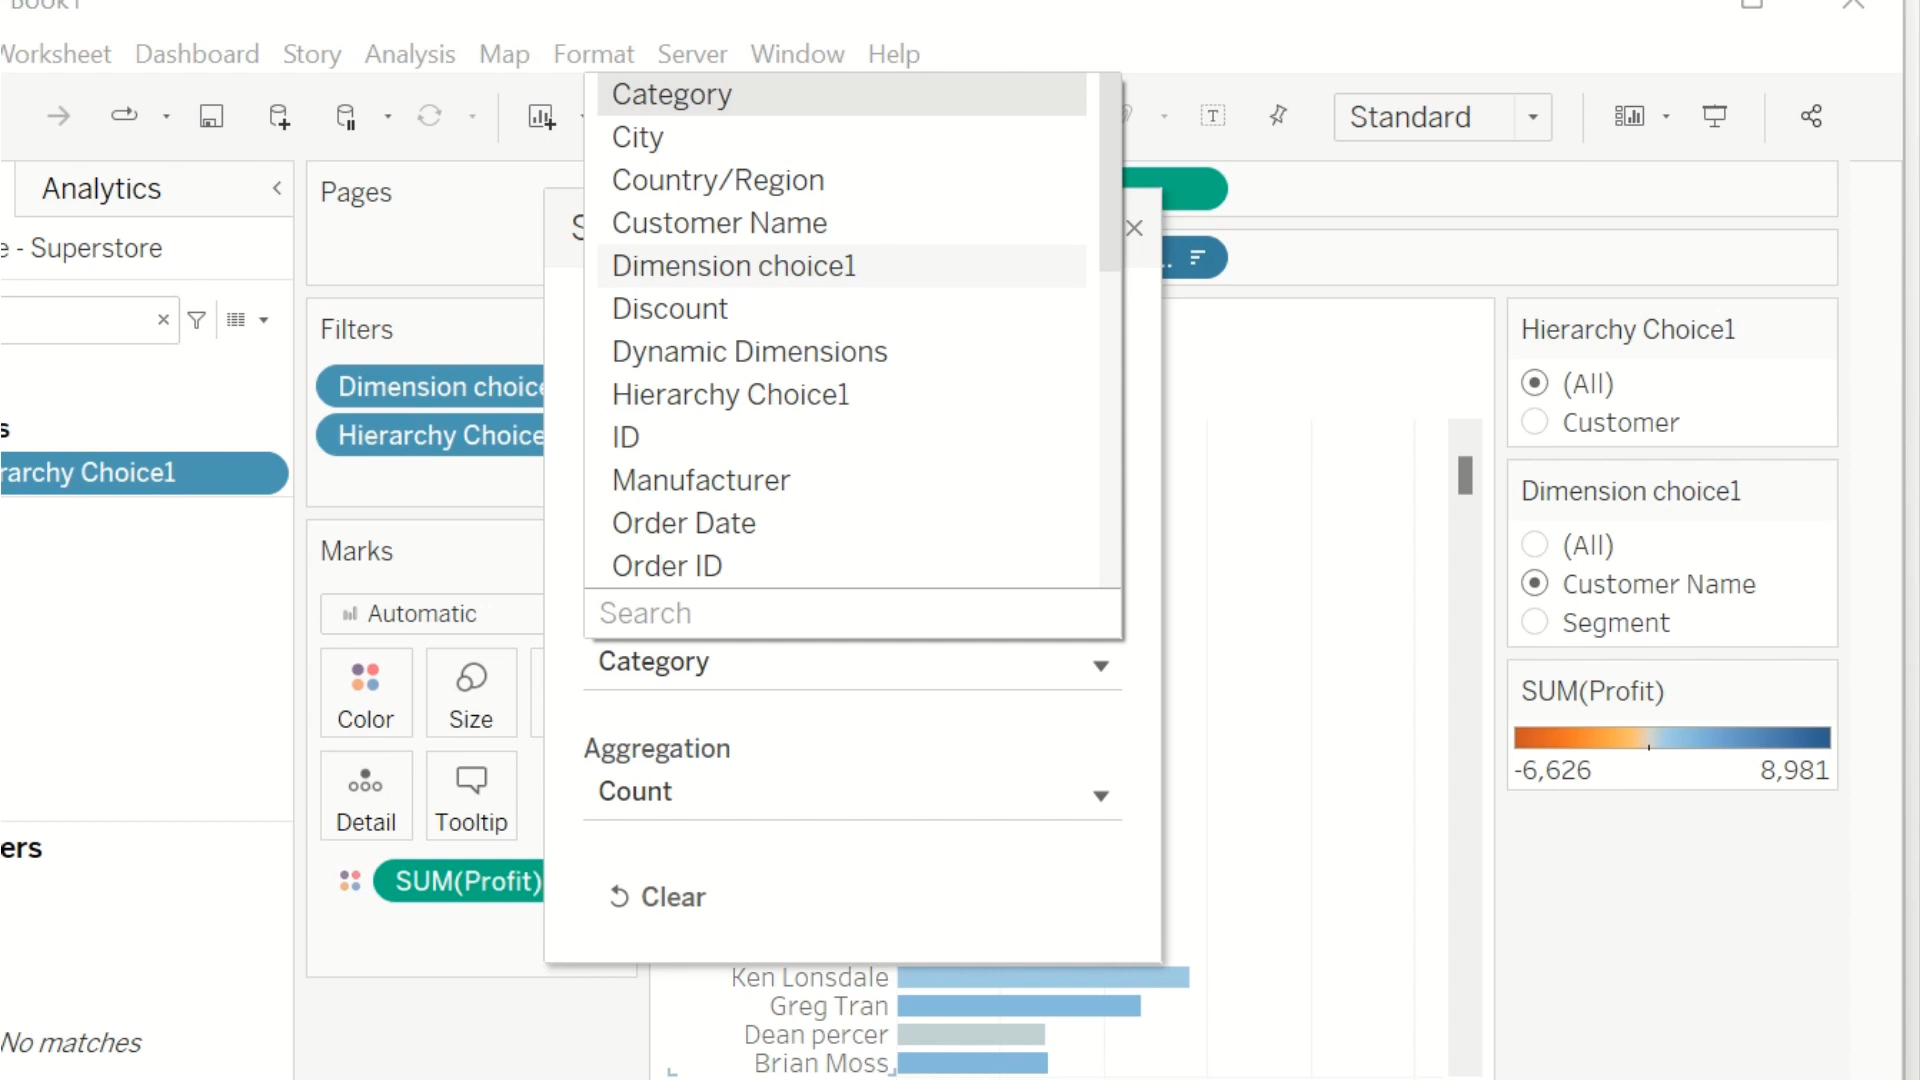 Worksheet Dashboard Story Analysis Map Format Server Window Help
Standard
Analytics
e - Superstore
Pages
Filters
Dimension choice
Hierarchy Choice
s
rarchy Choice1
Marks
Automatic
Color
Size
Detail
Tooltip
SUM(Profit)
ers
No matches
S
Category
City
Country/Region
Customer Name
Dimension choice1
Discount
Dynamic Dimensions
Hierarchy Choice1
ID
Manufacturer
Order Date
Order ID
Search
Category
Aggregation
Count
Clear
Ken Lonsdale
Greg Tran
Dean percer
Brian Moss
Hierarchy Choice1
(All)
Customer
Dimension choice1
(All)
Customer Name
Segment
SUM(Profit)
-6,626 8,981